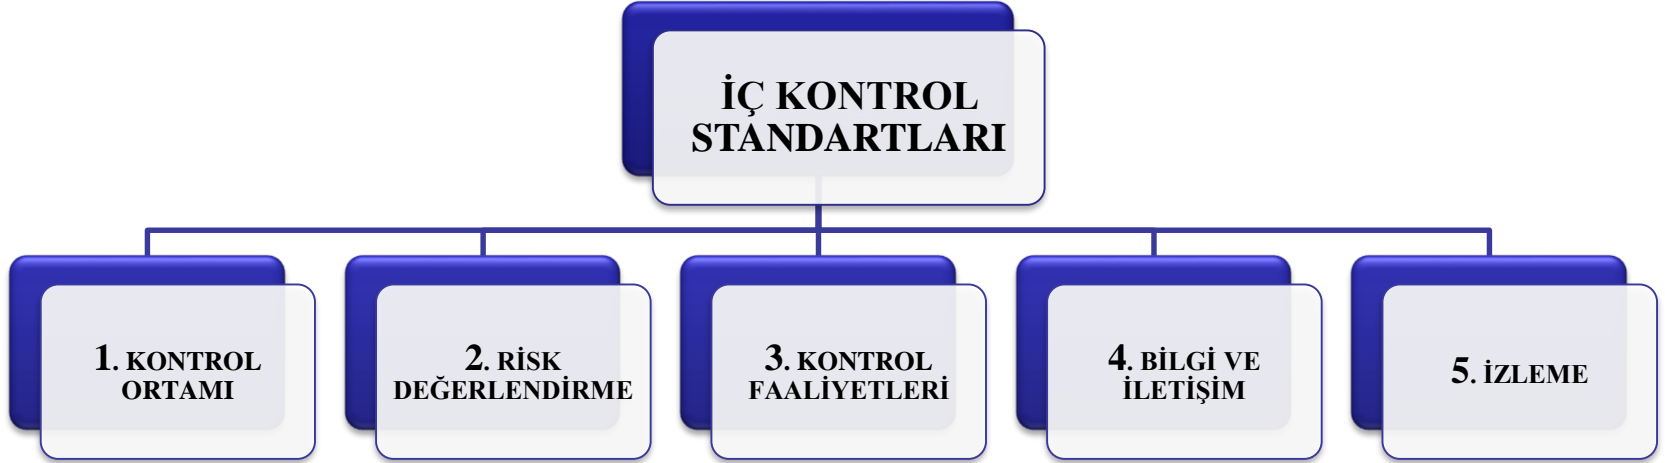 İÇ KONTROL
STANDARTLARI
1. KONTROL
ORTAMI
2. RİSK
DEĞERLENDİRME
3. KONTROL
FAALİYETLERİ
4. BİLGİ VE
İLETİŞİM
5. İZLEME